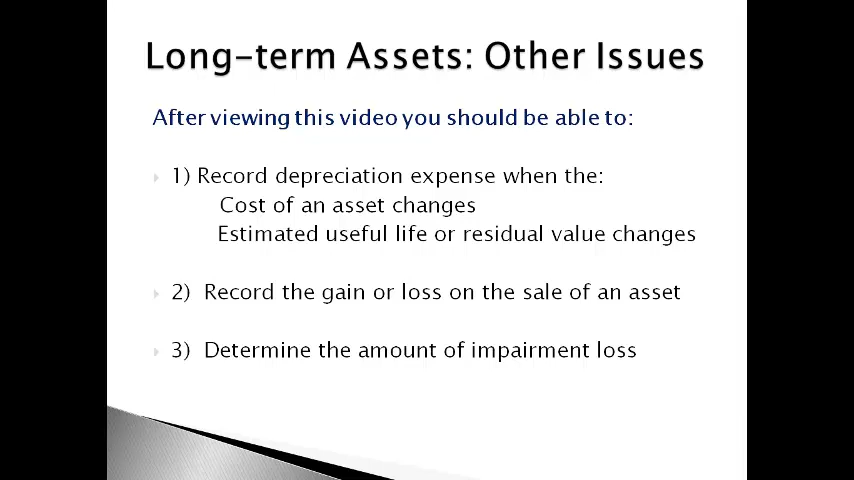 Long-term Assets: Other Issues
After viewing this video you should be able to:
1) Record depreciation expense when the:
Cost of an asset changes
Estimated useful life or residual value changes
2) Record the gain or loss on the sale of an asset
3) Determine the amount of impairment loss